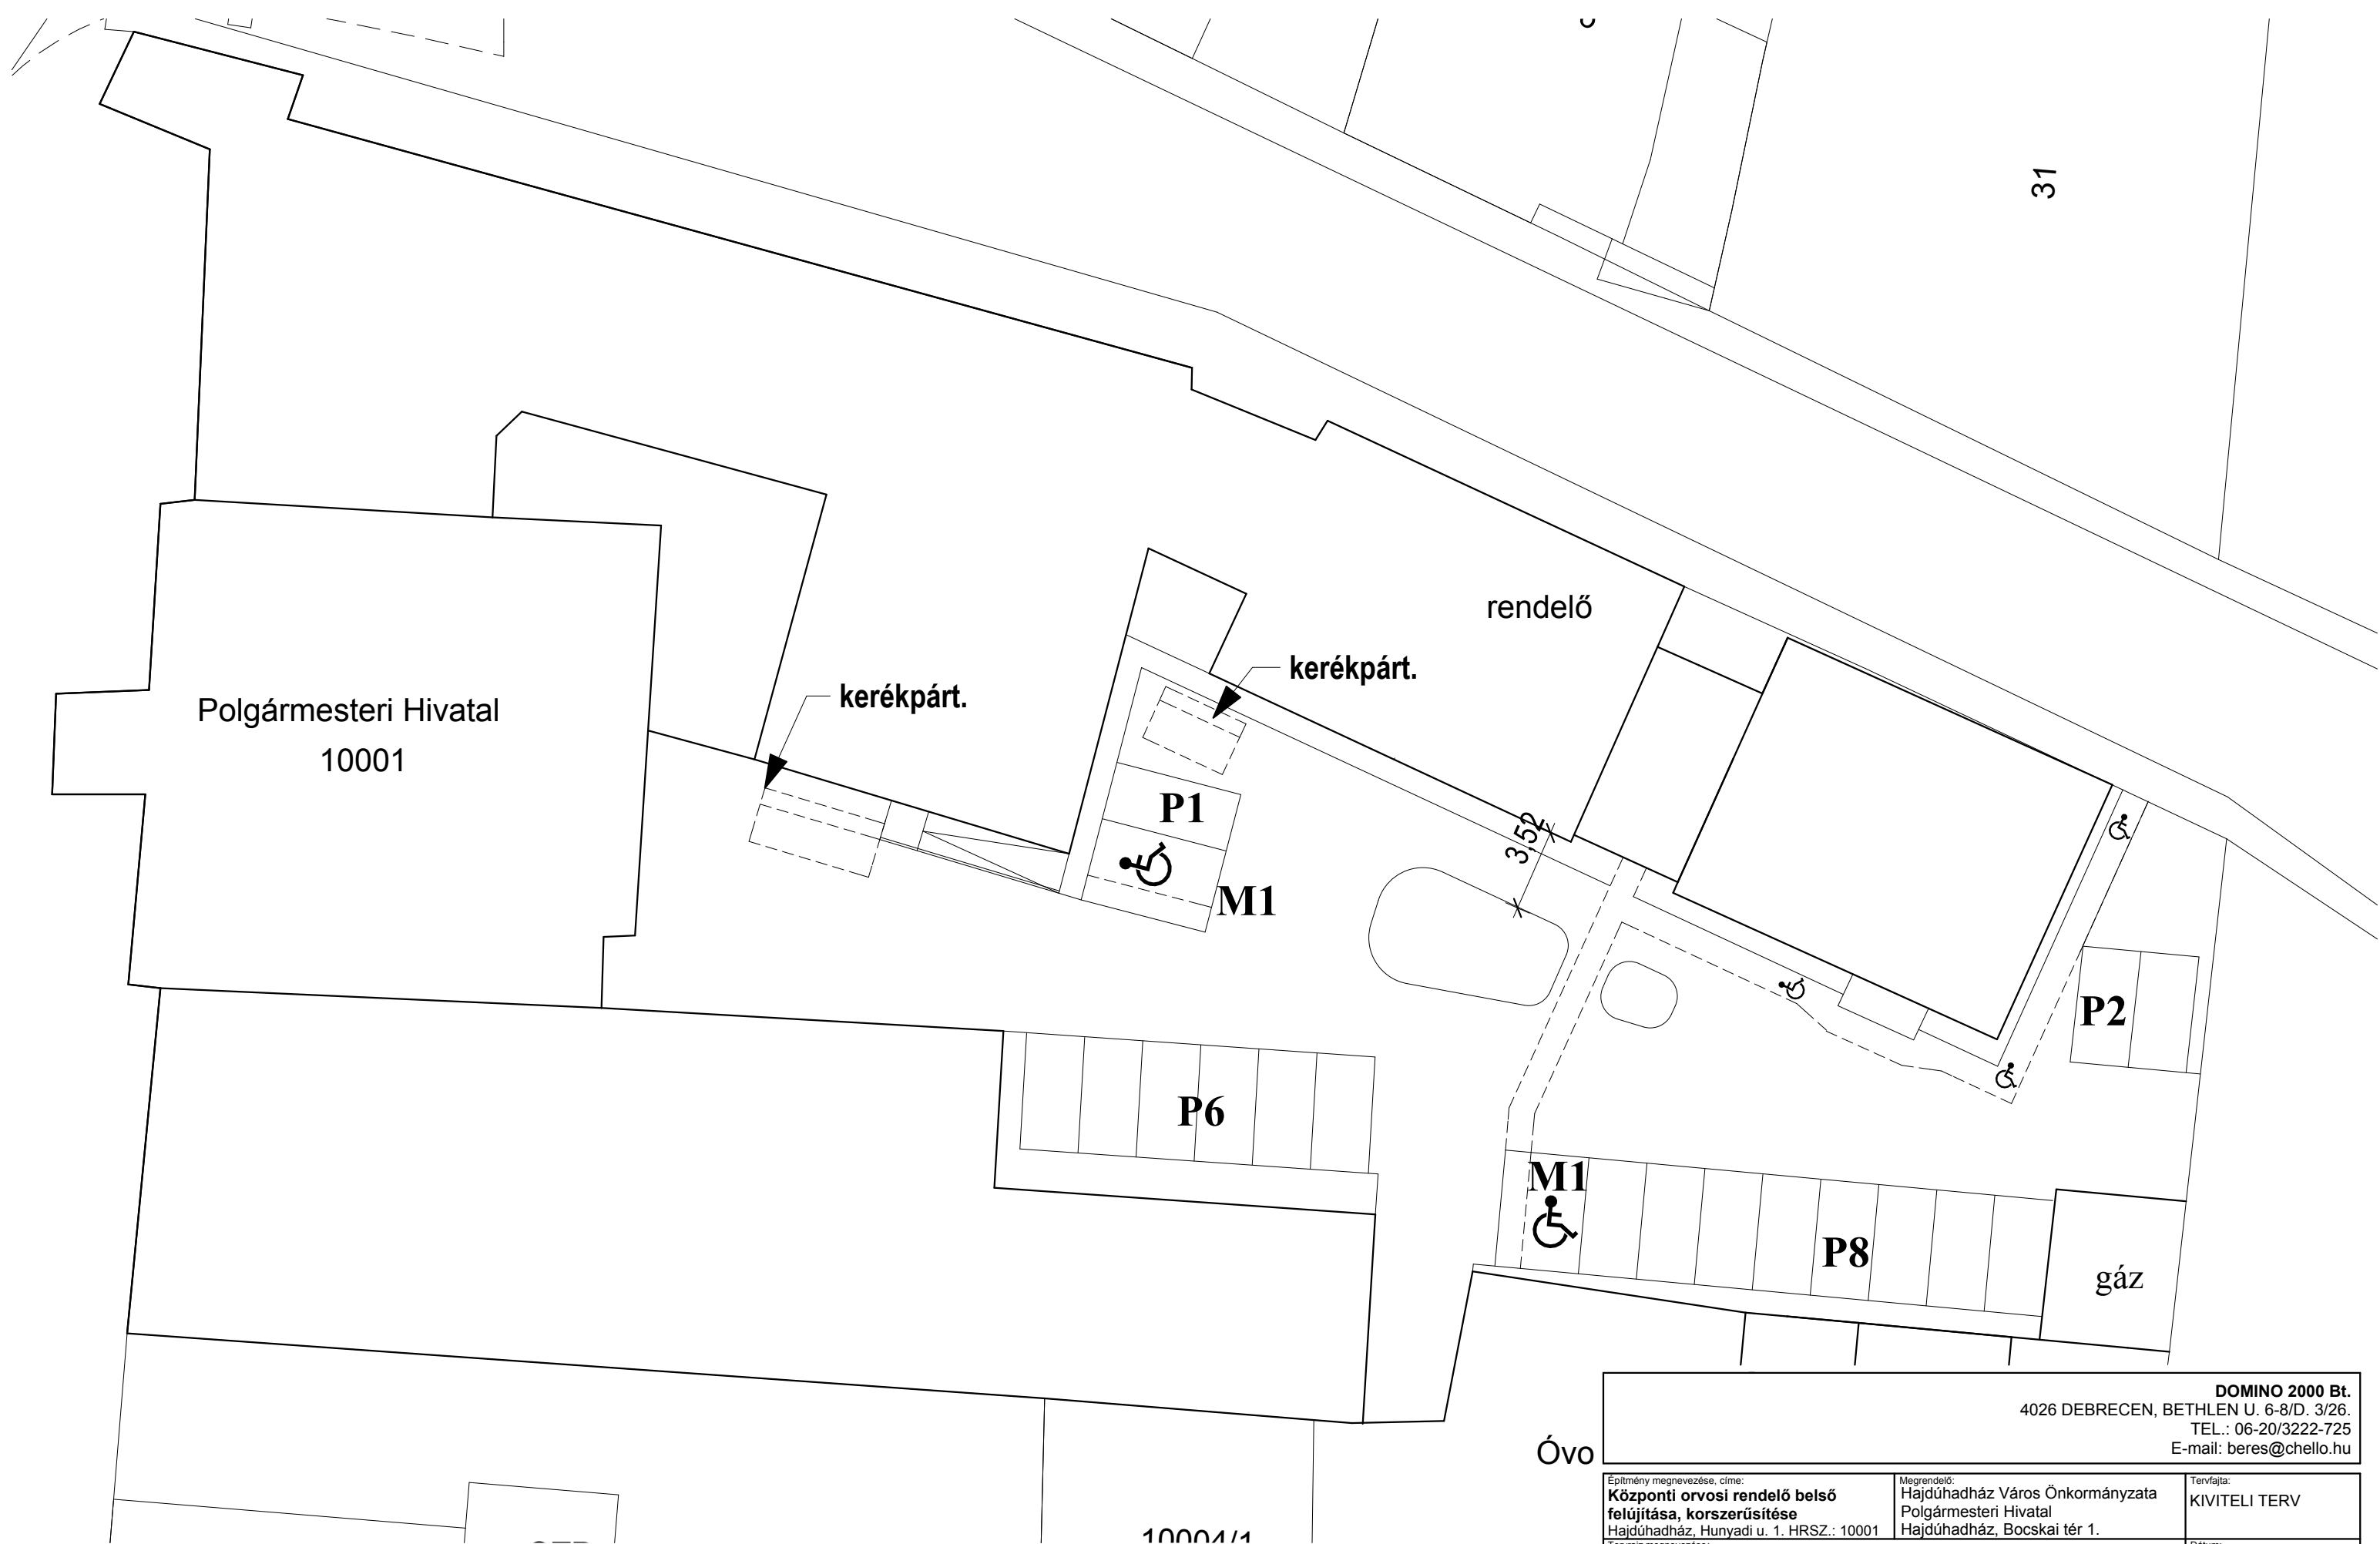 31
rendelő
kerékpárt.
kerékpárt.
Polgármesteri Hivatal
10001
P1
3,52
M1
P2
P6
M1
P8
gáz
DOMINO 2000 Bt.
4026 DEBRECEN, BETHLEN U. 6-8/D. 3/26.
TEL.: 06-20/3222-725
E-mail: beres@chello.hu
Óvo
Építmény megnevezése, címe:
Központi orvosi rendelő belső
felújítása, korszerűsítése
Hajdúhadház, Hunyadi u. 1. HRSZ.: 10001
Megrendelő:
Hajdúhadház Város Önkormányzata
Polgármesteri Hivatal
Hajdúhadház, Bocskai tér 1.
Tervfajta:
KIVITELI TERV
10004/1